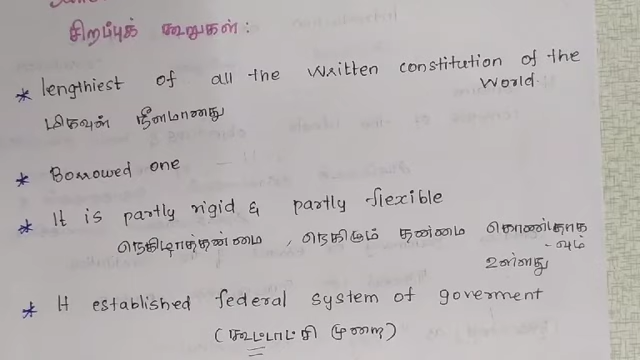 சிறப்புக் கூறுகள் :
* lengthiest of all the written constitution of the World.
மிகவும் நீளமானது
* Borrowed one
* It is partly rigid & partly flexible
நெகிழாத்தன்மை , நெகிழும் தன்மை கொண்டதாக
- வும்
உள்ளது
* It established federal system of goverment
( கூட்டாட்சி முறை )